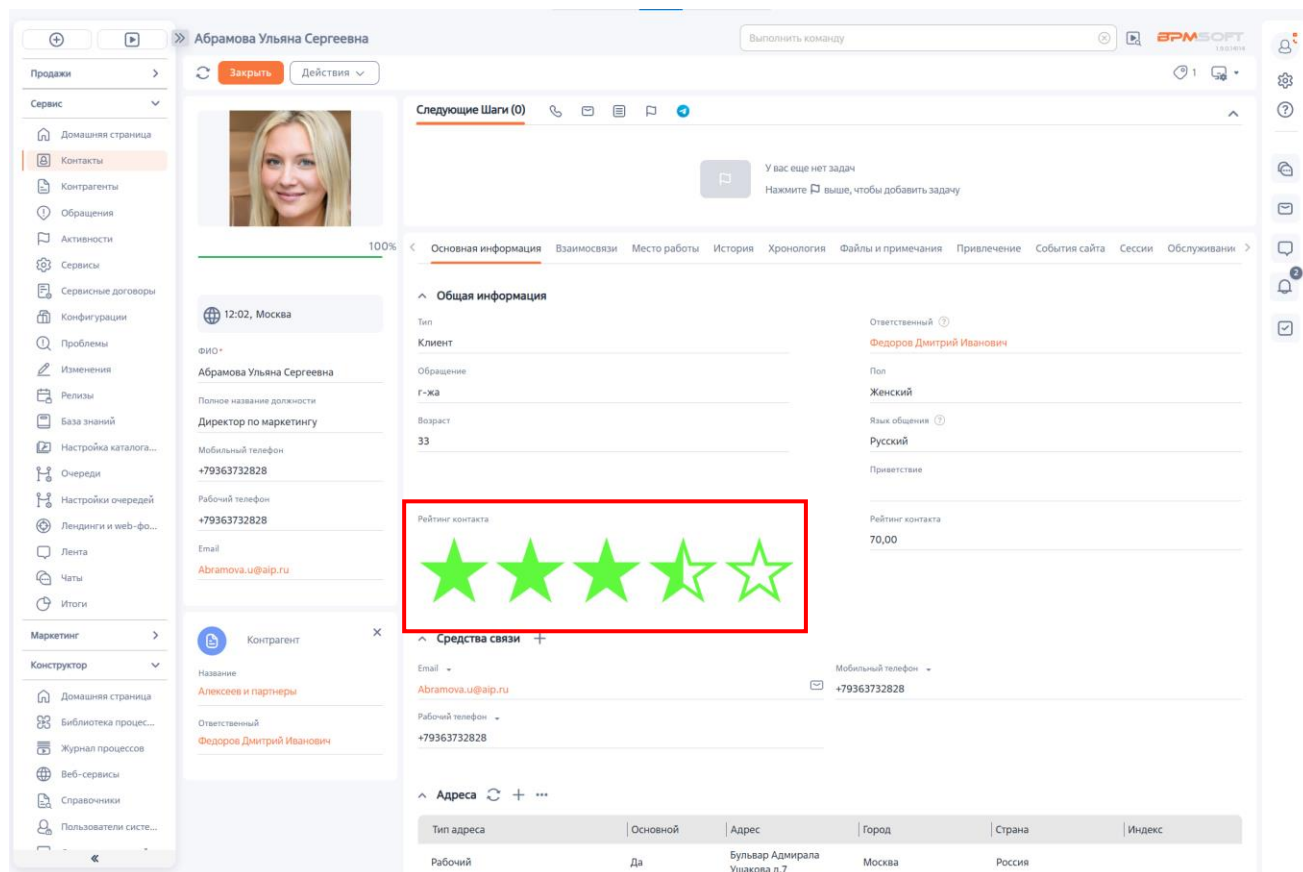 Абрамова Ульяна Сергеевна
Выполнить команду
BPMSOFT
Закрыть
Действия
1
Продажи
Сервис
Домашняя страница
Контакты
Контрагенты
Обращения
Активности
Сервисы
Сервисные договоры
Конфигурации
Проблемы
Изменения
Релизы
База знаний
Настройка каталога...
Очереди
Настройки очередей
Лендинги и web-фо...
Лента
Чаты
Итоги
Маркетинг
Конструктор
Домашняя страница
Библиотека процес...
Журнал процессов
Веб-сервисы
Справочники
Пользователи систе...
100%
12:02, Москва
ФИО*
Абрамова Ульяна Сергеевна
Полное название должности
Директор по маркетингу
Мобильный телефон
+79363732828
Рабочий телефон
+79363732828
Email
Abramova.u@aip.ru
Контрагент
Название
Алексеев и партнеры
Ответственный
Федоров Дмитрий Иванович
Следующие Шаги (0)
У вас еще нет задач
Нажмите выше, чтобы добавить задачу
Основная информация Взаимосвязи Место работы История Хронология Файлы и примечания Привлечение События сайта Сессии Обслуживани
Общая информация
Тип
Клиент
Ответственный
Федоров Дмитрий Иванович
Обращение
г-жа
Пол
Женский
Возраст
33
Язык общения
Русский
Приветствие
Рейтинг контакта
Рейтинг контакта
70,00
Средства связи
Email
Abramova.u@aip.ru
Мобильный телефон
+79363732828
Рабочий телефон
+79363732828
Адреса
Тип адреса Основной Адрес Город Страна Индекс
Рабочий Да Бульвар Адмирала Москва Россия
Ушакова д.7
2